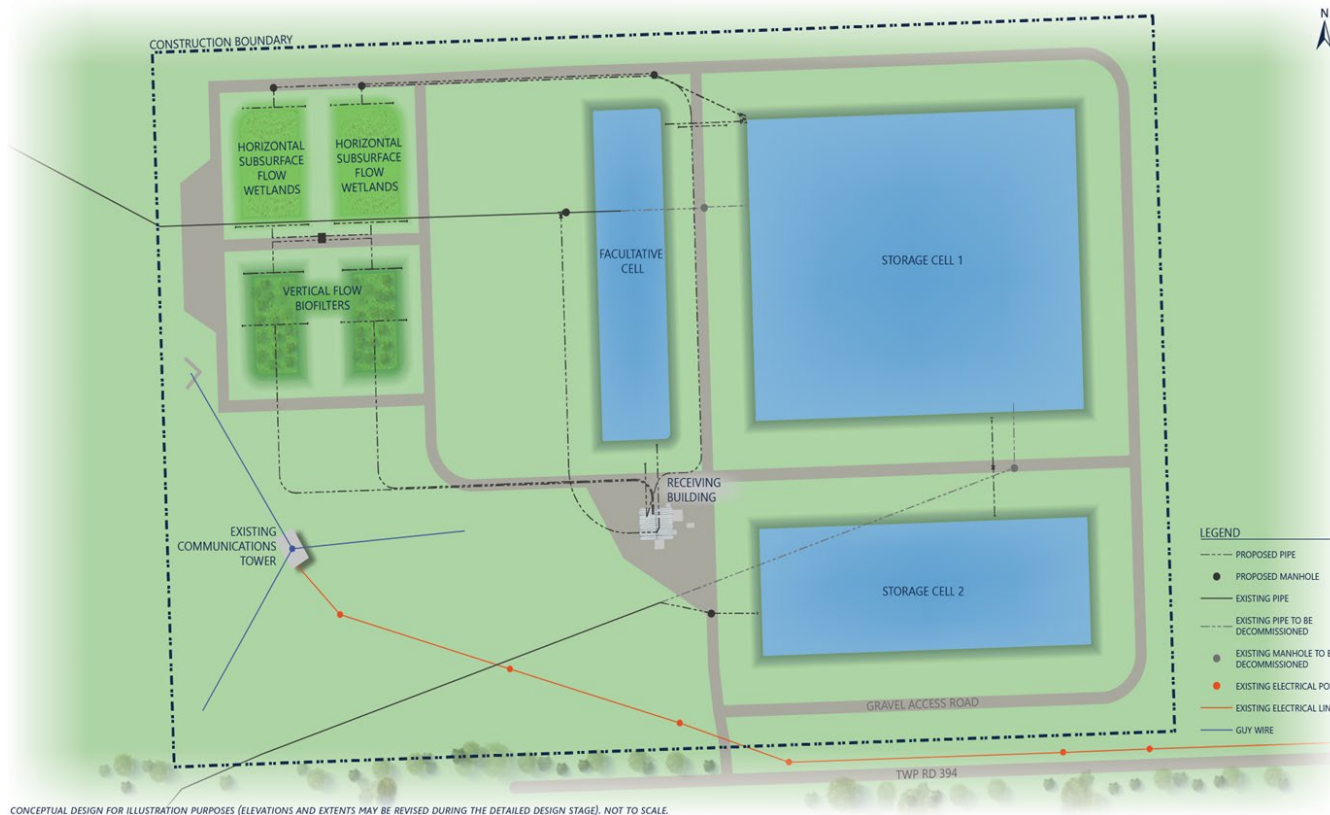 N
CONSTRUCTION BOUNDARY
HORIZONTAL
SUBSURFACE
FLOW
WETLANDS
HORIZONTAL
SUBSURFACE
FLOW
WETLANDS
FACULTATIVE
CELL
STORAGE CELL 1
VERTICAL FLOW
BIOFILTERS
RECEIVING
BUILDING
EXISTING
COMMUNICATIONS
TOWER
STORAGE CELL 2
GRAVEL ACCESS ROAD
TWP RD 394
LEGEND
PROPOSED PIPE
PROPOSED MANHOLE
EXISTING PIPE
EXISTING PIPE TO BE
DECOMMISSIONED
EXISTING MANHOLE TO
DECOMMISSIONED
EXISTING ELECTRICAL
EXISTING ELECTRICAL
GUY WIRE
CONCEPTUAL DESIGN FOR ILLUSTRATION PURPOSES (ELEVATIONS AND EXTENTS MAY BE REVISED DURING THE DETAILED DESIGN STAGE). NOT TO SCALE.